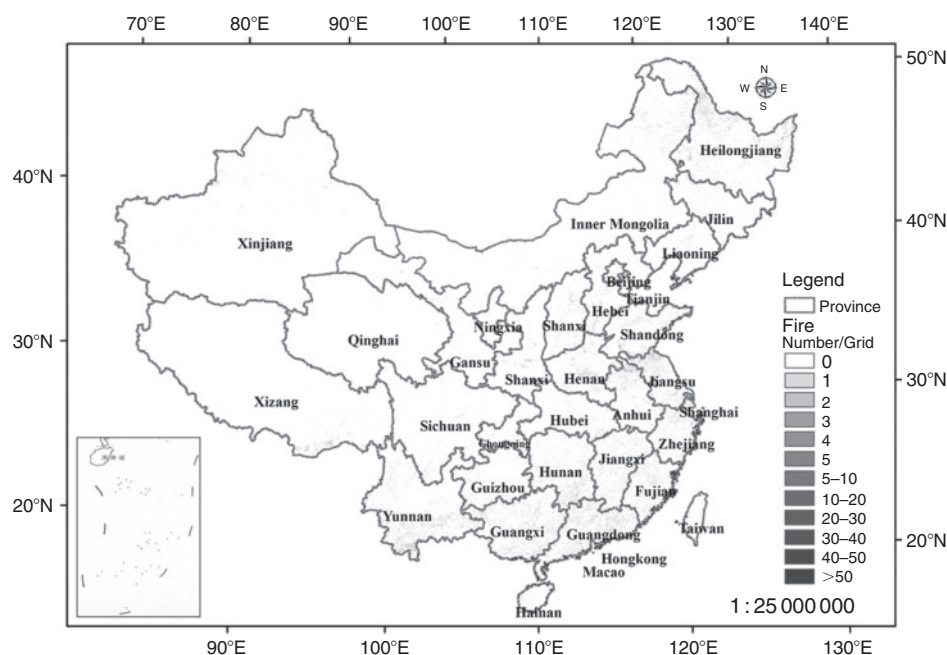 70°E 80°E 90°E 100°E 110°E 120°E 130°E 140°E
50°N
N
W E
S
Heilongjiang
40°N
Jilin
40°N
Inner Mongolia
Xinjiang
Liaoning
Beijing
Legend
Tianjin
Province
Hebei
Fire
Ningxia
Shanxi
Shandong
Number/Grid
30°N
Qinghai
0
Gansu
1
30°N
Shanxi
Henan
Jiangsu
2
Xizang
Shanghai
3
Sichuan
Hubei
Anhui
4
Chongqing
Zhejiang
5
Hunan
Jiangxi
5–10
Guizhou
Fujian
10–20
20°N
Yunnan
20–30
Guangxi
Guangdong
Taiwan
30–40
20°N
Hongkong
40–50
Macao
>50
Hainan
1 : 25 000 000
90°E 100°E 110°E 120°E 130°E